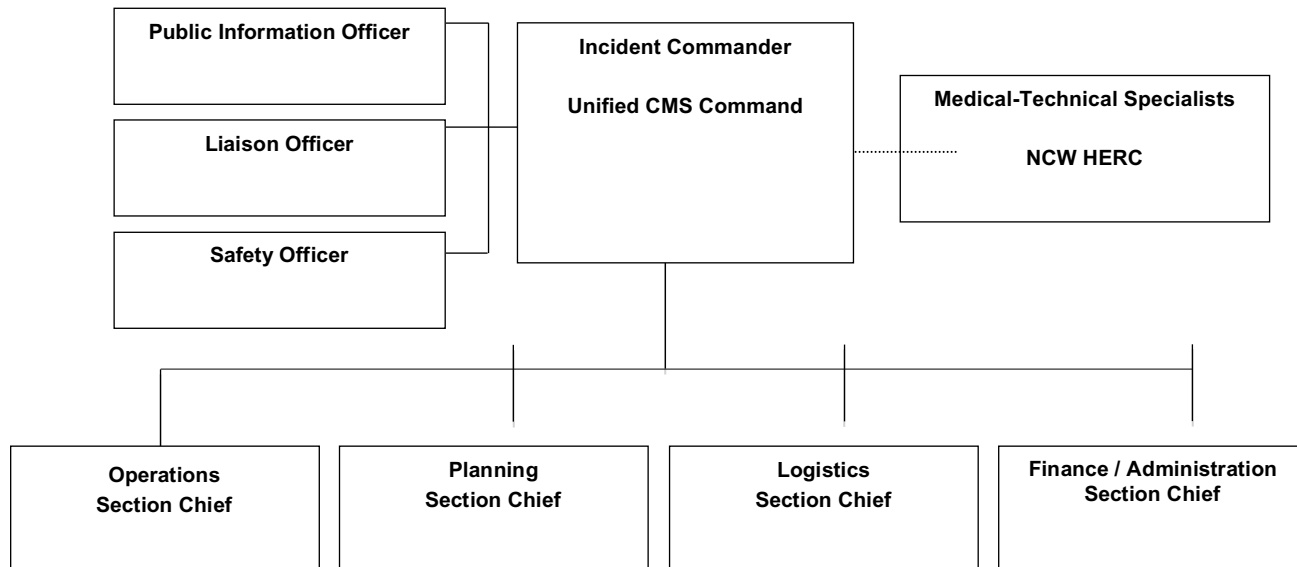 Public Information Officer
Incident Commander
Unified CMS Command
Medical-Technical Specialists
NCW HERC
Liaison Officer
Safety Officer
Operations
Section Chief
Planning
Section Chief
Logistics
Section Chief
Finance / Administration
Section Chief